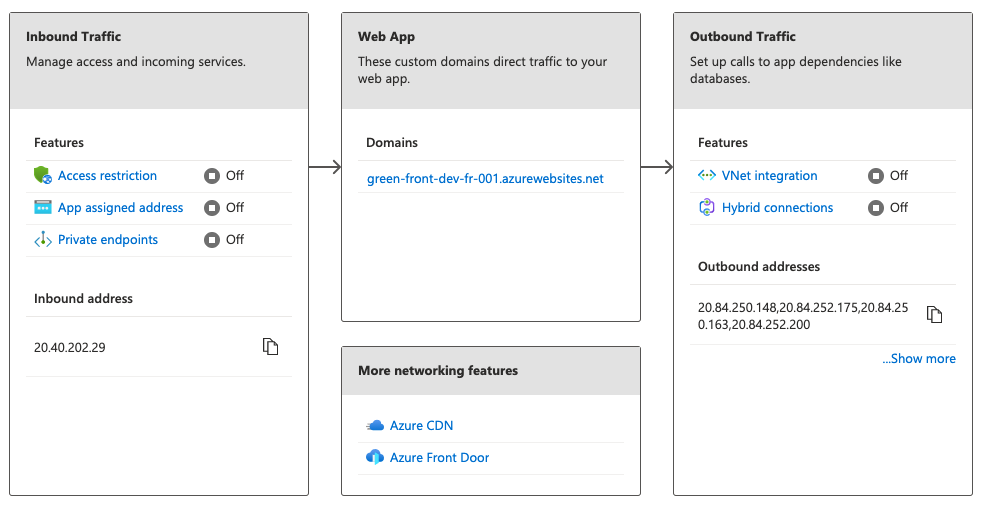 Inbound Traffic
Manage access and incoming services.
Features
Access restriction Off
App assigned address Off
Private endpoints Off
Inbound address
20.40.202.29
Web App
These custom domains direct traffic to your
web app.
Domains
green-front-dev-fr-001.azurewebsites.net
More networking features
Azure CDN
Azure Front Door
Outbound Traffic
Set up calls to app dependencies like
databases.
Features
VNet integration Off
Hybrid connections Off
Outbound addresses
20.84.250.148,20.84.252.175,20.84.25
0.163,20.84.252.200
...Show more